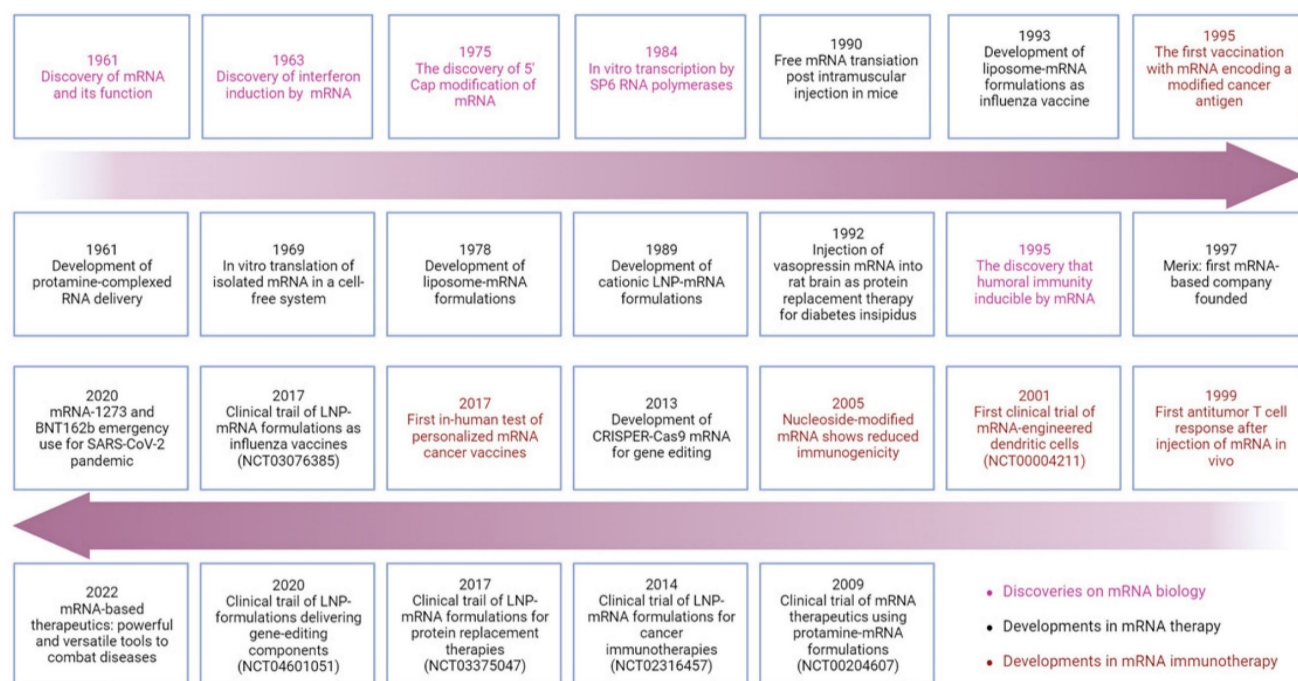 1961
Discovery of mRNA
and its function
1963
Discovery of interferon
induction by mRNA
1975
The discovery of 5'
Cap modification of
mRNA
1984
In vitro transcription by
SP6 RNA polymerases
1990
Free mRNA transiation
post intramuscular
injection in mice
1993
Development of
liposome-mRNA
formulations as
influenza vaccine
1995
The first vaccination
with mRNA encoding a
modified cancer
antigen
1961
Development of
protamine-complexed
RNA delivery
1969
In vitro translation of
isolated mRNA in a cell-
free system
1978
Development of
liposome-mRNA
formulations
1989
Development of
cationic LNP-mRNA
formulations
1992
Injection of
vasopressin mRNA into
rat brain as protein
replacement therapy
for diabetes insipidus
1995
The discovery that
humoral immunity
inducible by mRNA
1997
Merix: first mRNA-
based company
founded
2020
mRNA-1273 and
BNT162b emergency
use for SARS-CoV-2
pandemic
2017
Clinical trail of LNP-
mRNA formulations as
influenza vaccines
(NCT03076385)
2017
First in-human test of
personalized mRNA
cancer vaccines
2013
Development of
CRISPER-Cas9 mRNA
for gene editing
2005
Nucleoside-modified
mRNA shows reduced
immunogenicity
2001
First clinical trial of
mRNA-engineered
dendritic cells
(NCT00004211)
1999
First antitumor T cell
response after
injection of mRNA in
vivo
2022
mRNA-based
therapeutics: powerful
and versatile tools to
combat diseases
2020
Clinical trail of LNP-
formulations delivering
gene-editing
components
(NCT04601051)
2017
Clinical trail of LNP-
mRNA formulations for
protein replacement
therapies
(NCT03375047)
2014
Clinical trial of LNP-
mRNA formulations for
cancer
immunotherapies
(NCT02316457)
2009
Clinical trial of mRNA
therapeutics using
protamine-mRNA
formulations
(NCT00204607)
• Discoveries on mRNA biology
• Developments in mRNA therapy
• Developments in mRNA immunotherapy